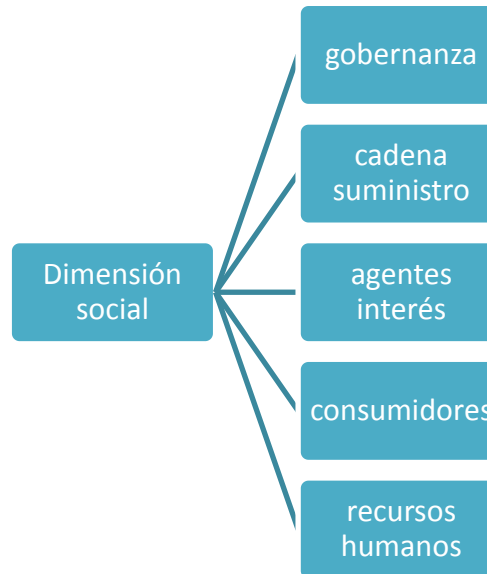 gobernanza
cadena
suministro
Dimensión
social
agentes
interés
consumidores
recursos
humanos